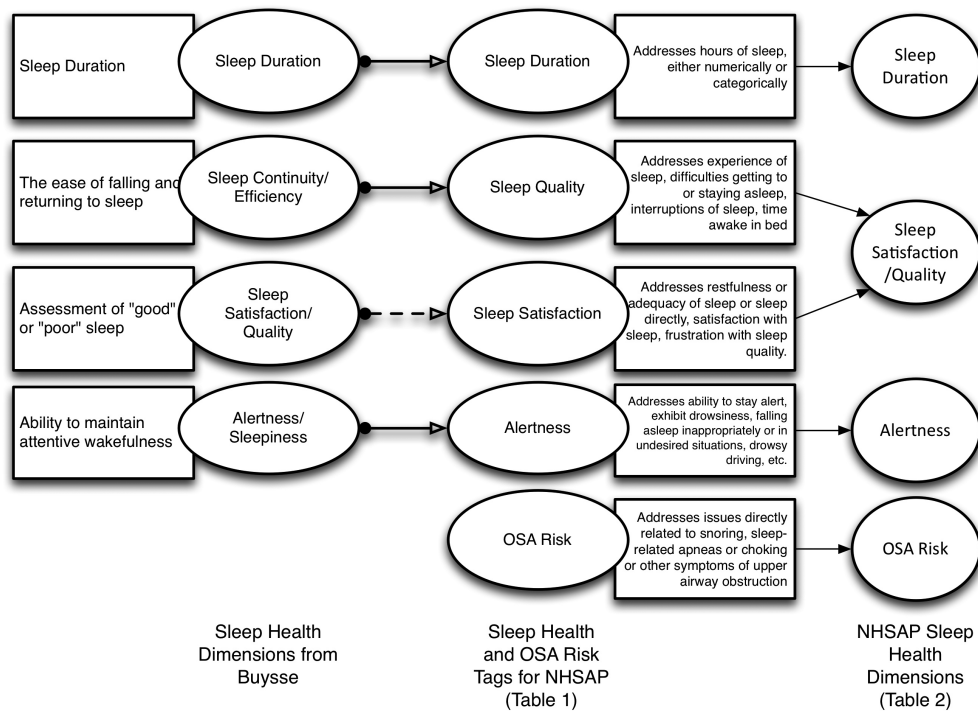 Sleep Duration
Sleep Duration
Sleep Duration
Addresses hours of sleep,
either numerically or
categorically
Sleep
Duration
The ease of falling and
returning to sleep
Sleep Continuity/
Efficiency
Sleep Quality
Addresses experience of
sleep, difficulties getting to
or staying asleep,
interruptions of sleep, time
awake in bed
Sleep
Satisfaction
/Quality
Assessment of "good"
or "poor" sleep
Sleep
Satisfaction/
Quality
Sleep Satisfaction
Addresses restfulness or
adequacy of sleep or sleep
directly, satisfaction with
sleep, frustration with sleep
quality.
Ability to maintain
attentive wakefulness
Alertness/
Sleepiness
Alertness
Addresses ability to stay alert,
exhibit drowsiness, falling
asleep inappropriately or in
undesired situations, drowsy
driving, etc.
Alertness
OSA Risk
Addresses issues directly
related to snoring, sleep-
related apneas or choking
or other symptoms of upper
airway obstruction
OSA Risk
Sleep Health
Dimensions from
Buysse
Sleep Health
and OSA Risk
Tags for NHSAP
(Table 1)
NHSAP Sleep
Health
Dimensions
(Table 2)